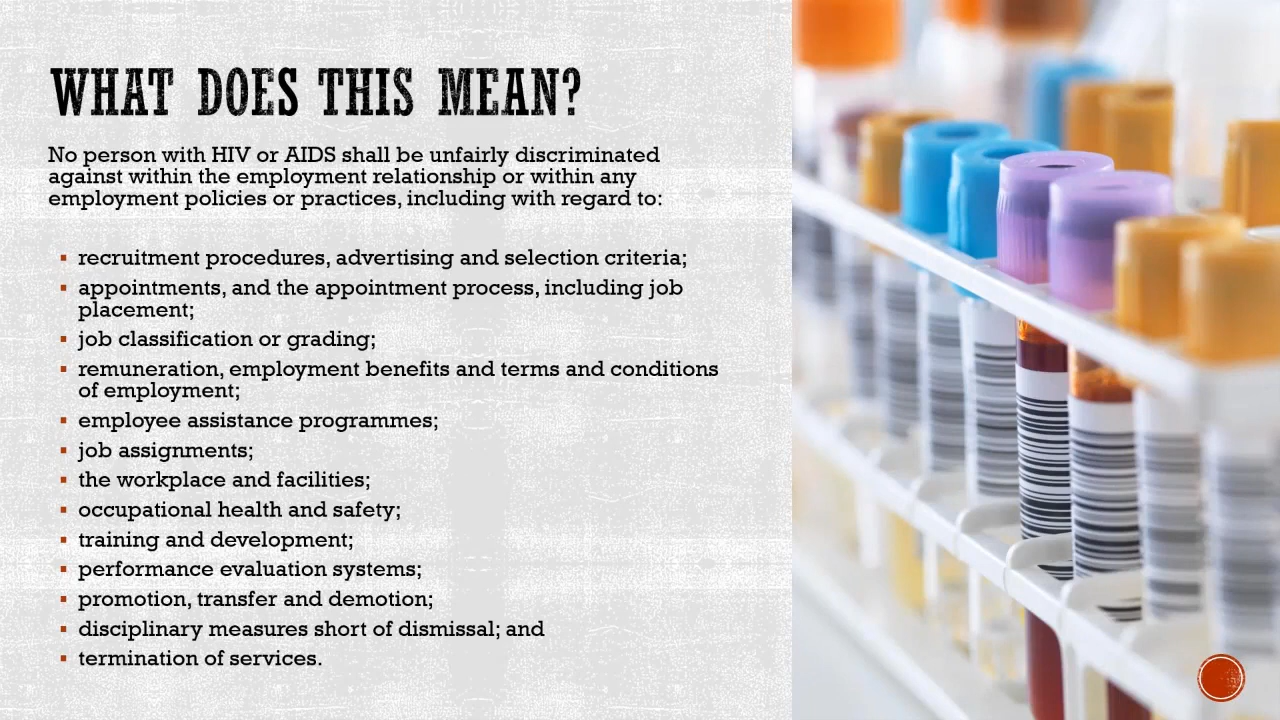 WHAT DOES THIS MEAN?
No person with HIV or AIDS shall be unfairly discriminated
against within the employment relationship or within any
employment policies or practices, including with regard to:
▪ recruitment procedures, advertising and selection criteria;
▪ appointments, and the appointment process, including job
placement;
▪ job classification or grading;
▪ remuneration, employment benefits and terms and conditions
of employment;
▪ employee assistance programmes;
▪ job assignments;
▪ the workplace and facilities;
▪ occupational health and safety;
▪ training and development;
▪ performance evaluation systems;
▪ promotion, transfer and demotion;
▪ disciplinary measures short of dismissal; and
▪ termination of services.